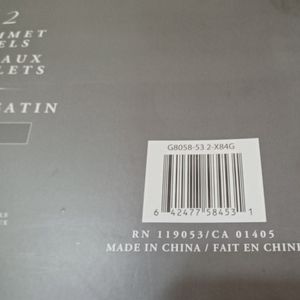 2
MMET
ELS
AUX
LETS
ATIN
G8058-53 2-X84G
6 42477 58453 1
RN 119053/CA 01405
MADE IN CHINA / FAIT EN CHINE